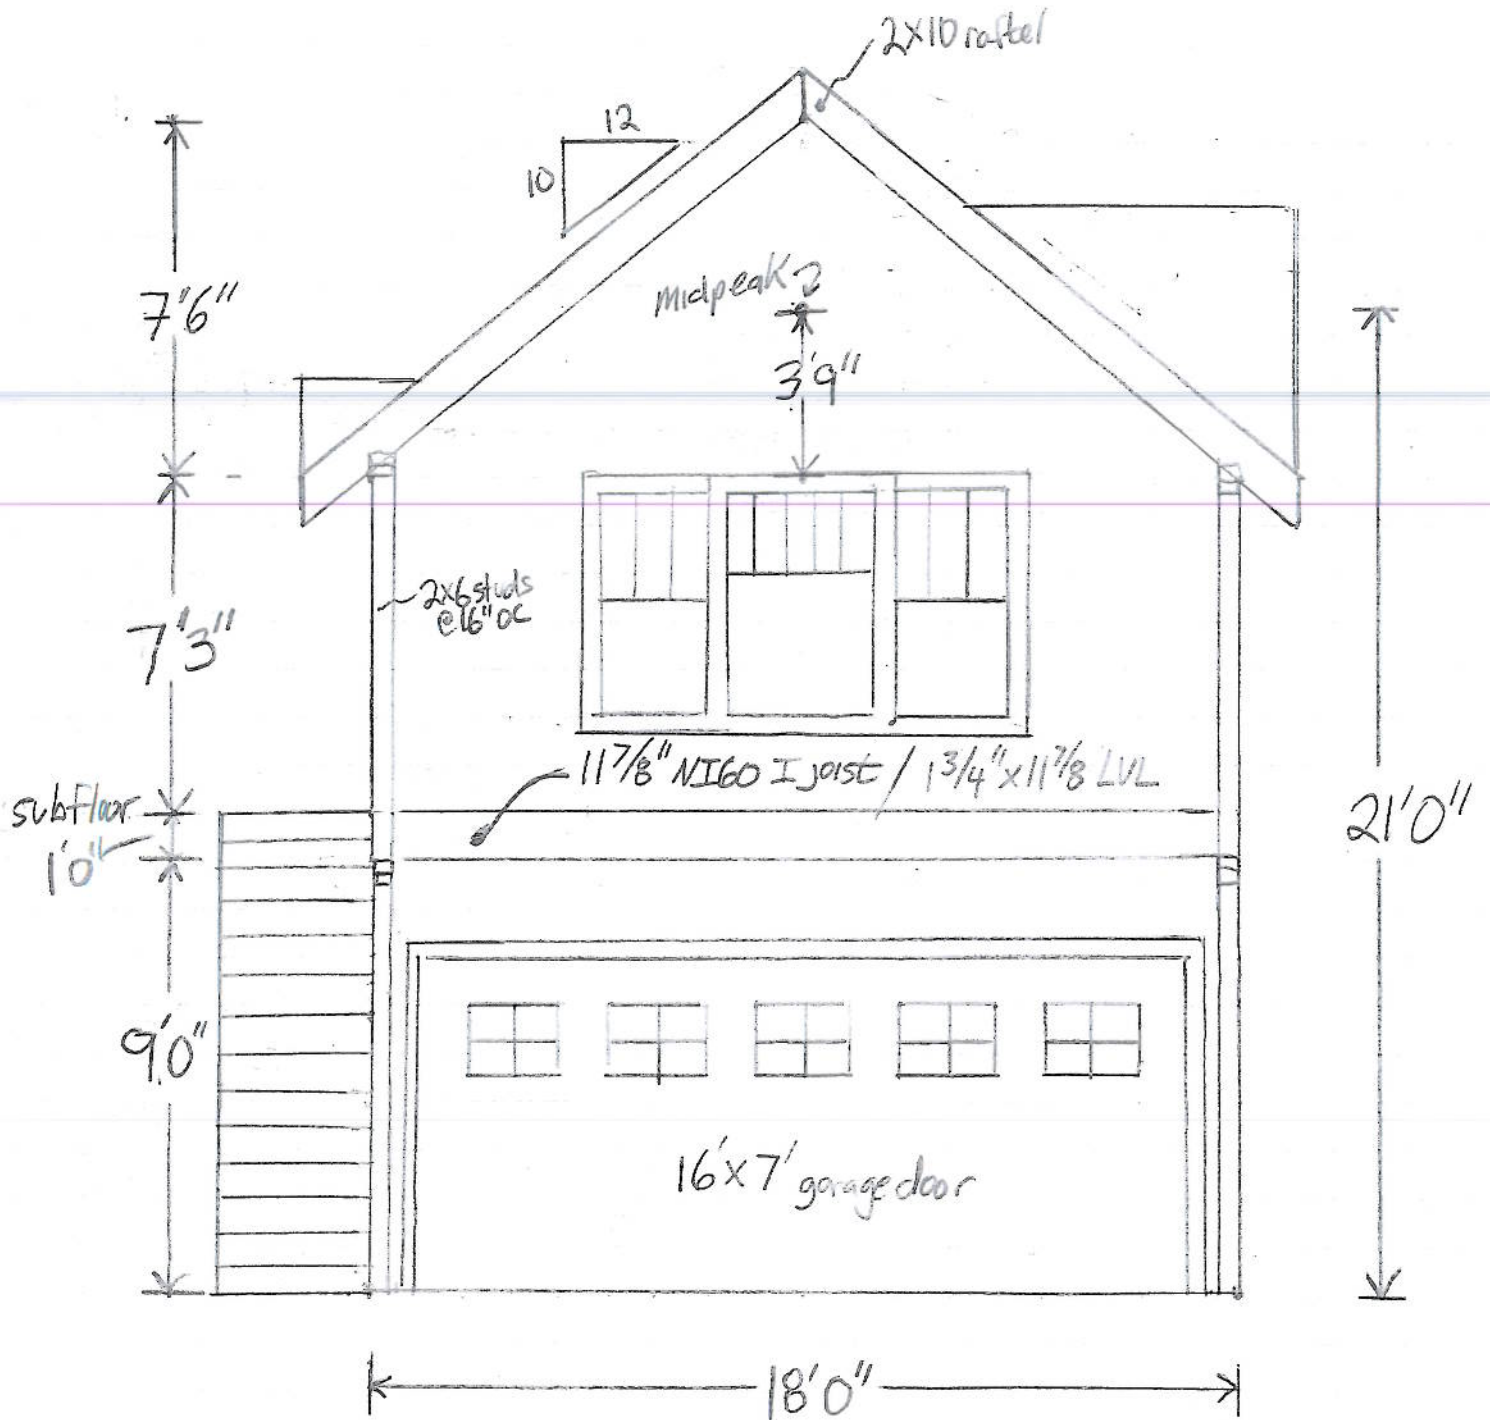 2X10 rafter
12
10
7'6"
midpeak
3'9"
2x6 studs
@16" OC
7'3"
11 7/8" NI60 I joist / 1 3/4" x 11 7/8 LVL
subfloor
1'0"
21'0"
9'0"
16'x7' garage door
18'0"